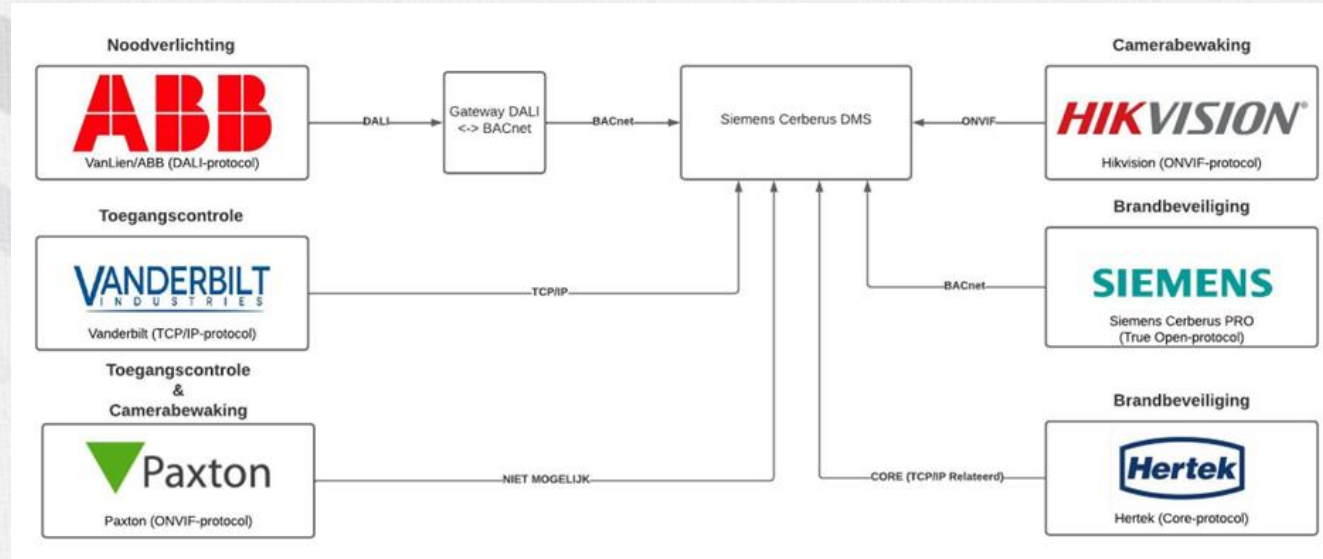 Noodverlichting
ABB
VanLien/ABB (DALI-protocol)
DALI
Gateway DALI
<-> BACnet
BACnet
Siemens Cerberus DMS
ONVIF
Camerabewaking
HIKVISION®
Hikvision (ONVIF-protocol)
Toegangscontrole
VANDERBILT
INDUSTRIES
Vanderbilt (TCP/IP-protocol)
TCP/IP
Brandbeveiliging
SIEMENS
Siemens Cerberus PRO
(True Open-protocol)
BACnet
Toegangscontrole
&
Camerabewaking
Paxton
Paxton (ONVIF-protocol)
NIET MOGELIJK
Brandbeveiliging
Hertek
Hertek (Core-protocol)
CORE (TCP/IP Relateerd)